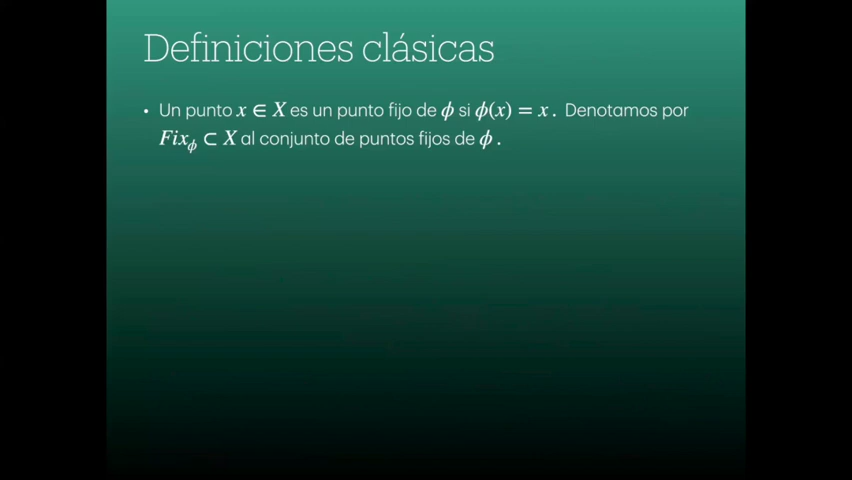 Definiciones clásicas
• Un punto x ∈ X es un punto fijo de ϕ si ϕ(x) = x . Denotamos por
Fix_ϕ ⊂ X al conjunto de puntos fijos de ϕ .